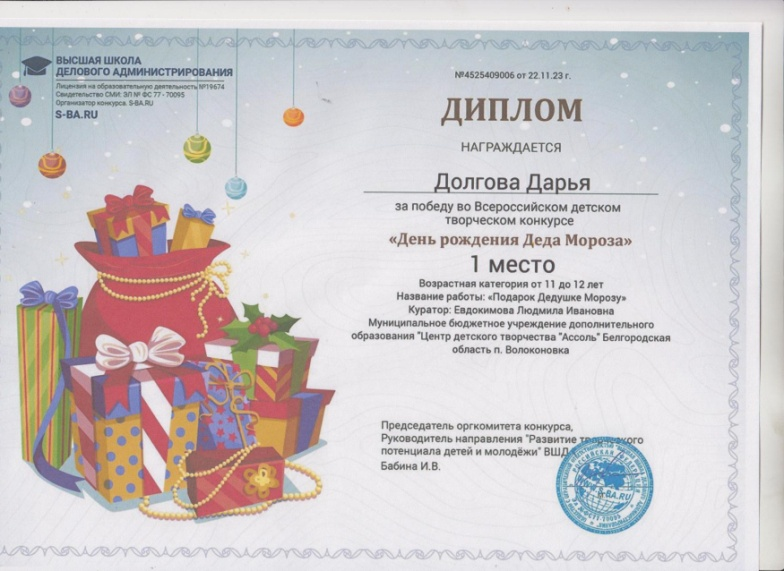 ВЫСШАЯ ШКОЛА
ДЕЛОВОГО АДМИНИСТРИРОВАНИЯ
Лицензия на образовательную деятельность №19674
Свидетельство СМИ: ЭЛ № ФС 77 - 70095
Организатор конкурса: S-BA.RU
S-BA.RU
№4525409006 от 22.11.23 г.
ДИПЛОМ
НАГРАЖДАЕТСЯ
Долгова Дарья
за победу во Всероссийском детском
творческом конкурсе
«День рождения Деда Мороза»
1 место
Возрастная категория от 11 до 12 лет
Название работы: «Подарок Дедушке Морозу»
Куратор: Евдокимова Людмила Ивановна
Муниципальное бюджетное учреждение дополнительного
образования "Центр детского творчества "Ассоль" Белгородская
область п. Волоконовка
Председатель оргкомитета конкурса,
Руководитель направления "Развитие творческого
потенциала детей и молодёжи" ВШД
Бабина И.В.
S-BA.RU